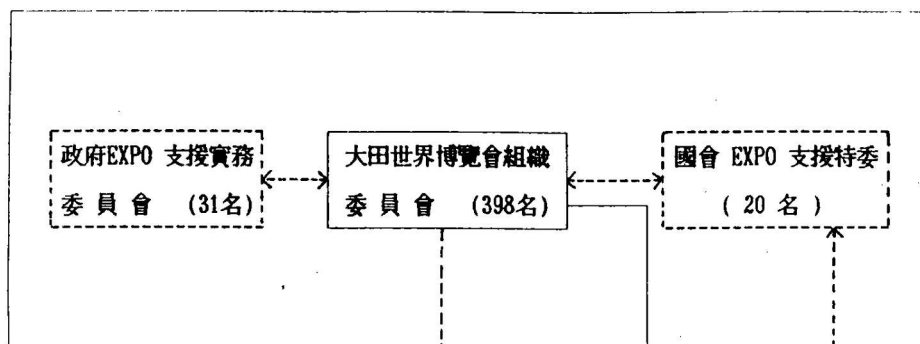 政府EXPO 支援實務
委員會 (31名)
大田世界博覽會組織
委員會 (398名)
國會 EXPO 支援特委
( 20 名 )